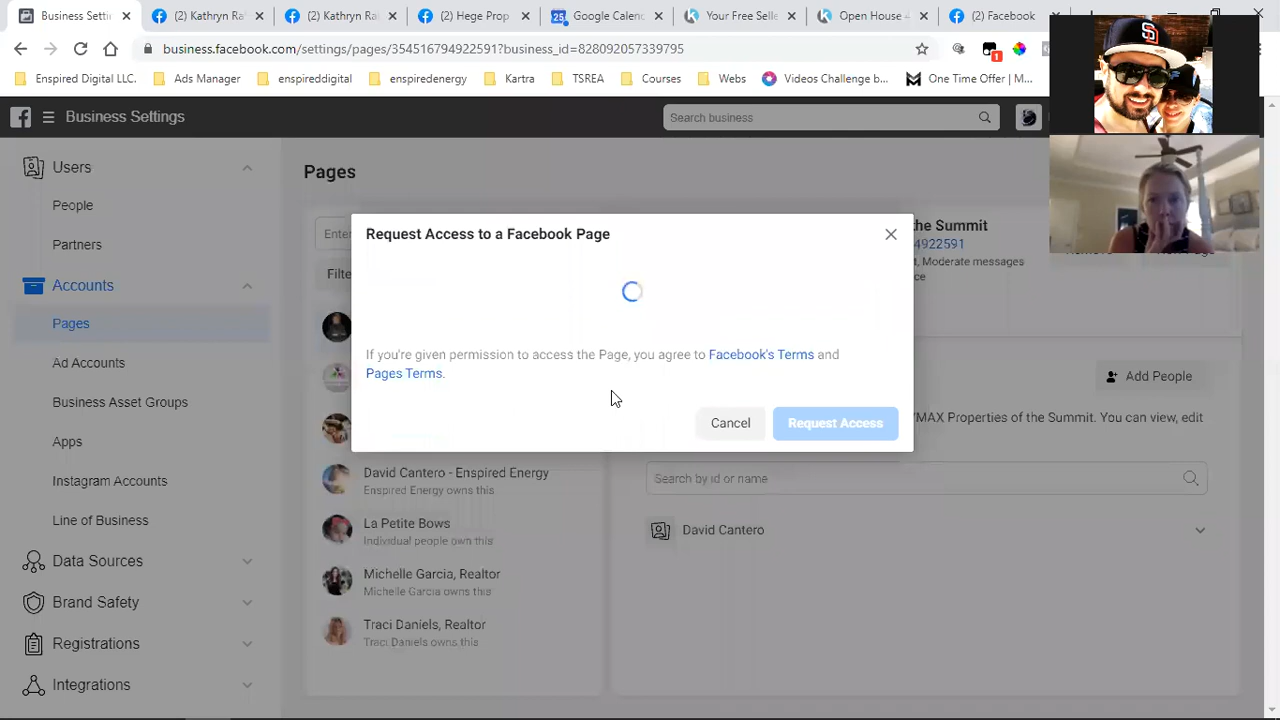 Business Setti
(2) Kathryn Ra
(2) Kathryn Ra
(2) Hege Prop
Google Calen
Your Free Selle
Open House
(2) Facebook
business.facebook.com/settings/pages/
?business_id=628092657379795
Enspired Digital LLC.
Ads Manager
enspireddigital
TSREA
Courses
Webs
Videos Challenge b...
One Time Offer | M...
Business Settings
Search business
Users
People
Partners
Accounts
Pages
Ad Accounts
Business Asset Groups
Apps
Instagram Accounts
Line of Business
Data Sources
Brand Safety
Registrations
Integrations
Pages
Enter
Filte
David Cantero - Enspired Energy
Enspired Energy owns this
La Petite Bows
Individual people own this
Michelle Garcia, Realtor
Michelle Garcia owns this
Traci Daniels, Realtor
Traci Daniels owns this
Request Access to a Facebook Page
If you're given permission to access the Page, you agree to Facebook's Terms and
Pages Terms.
Cancel
Request Access
the Summit
4922591
Moderate messages
Add People
MAX Properties of the Summit. You can view, edit
Search by id or name
David Cantero